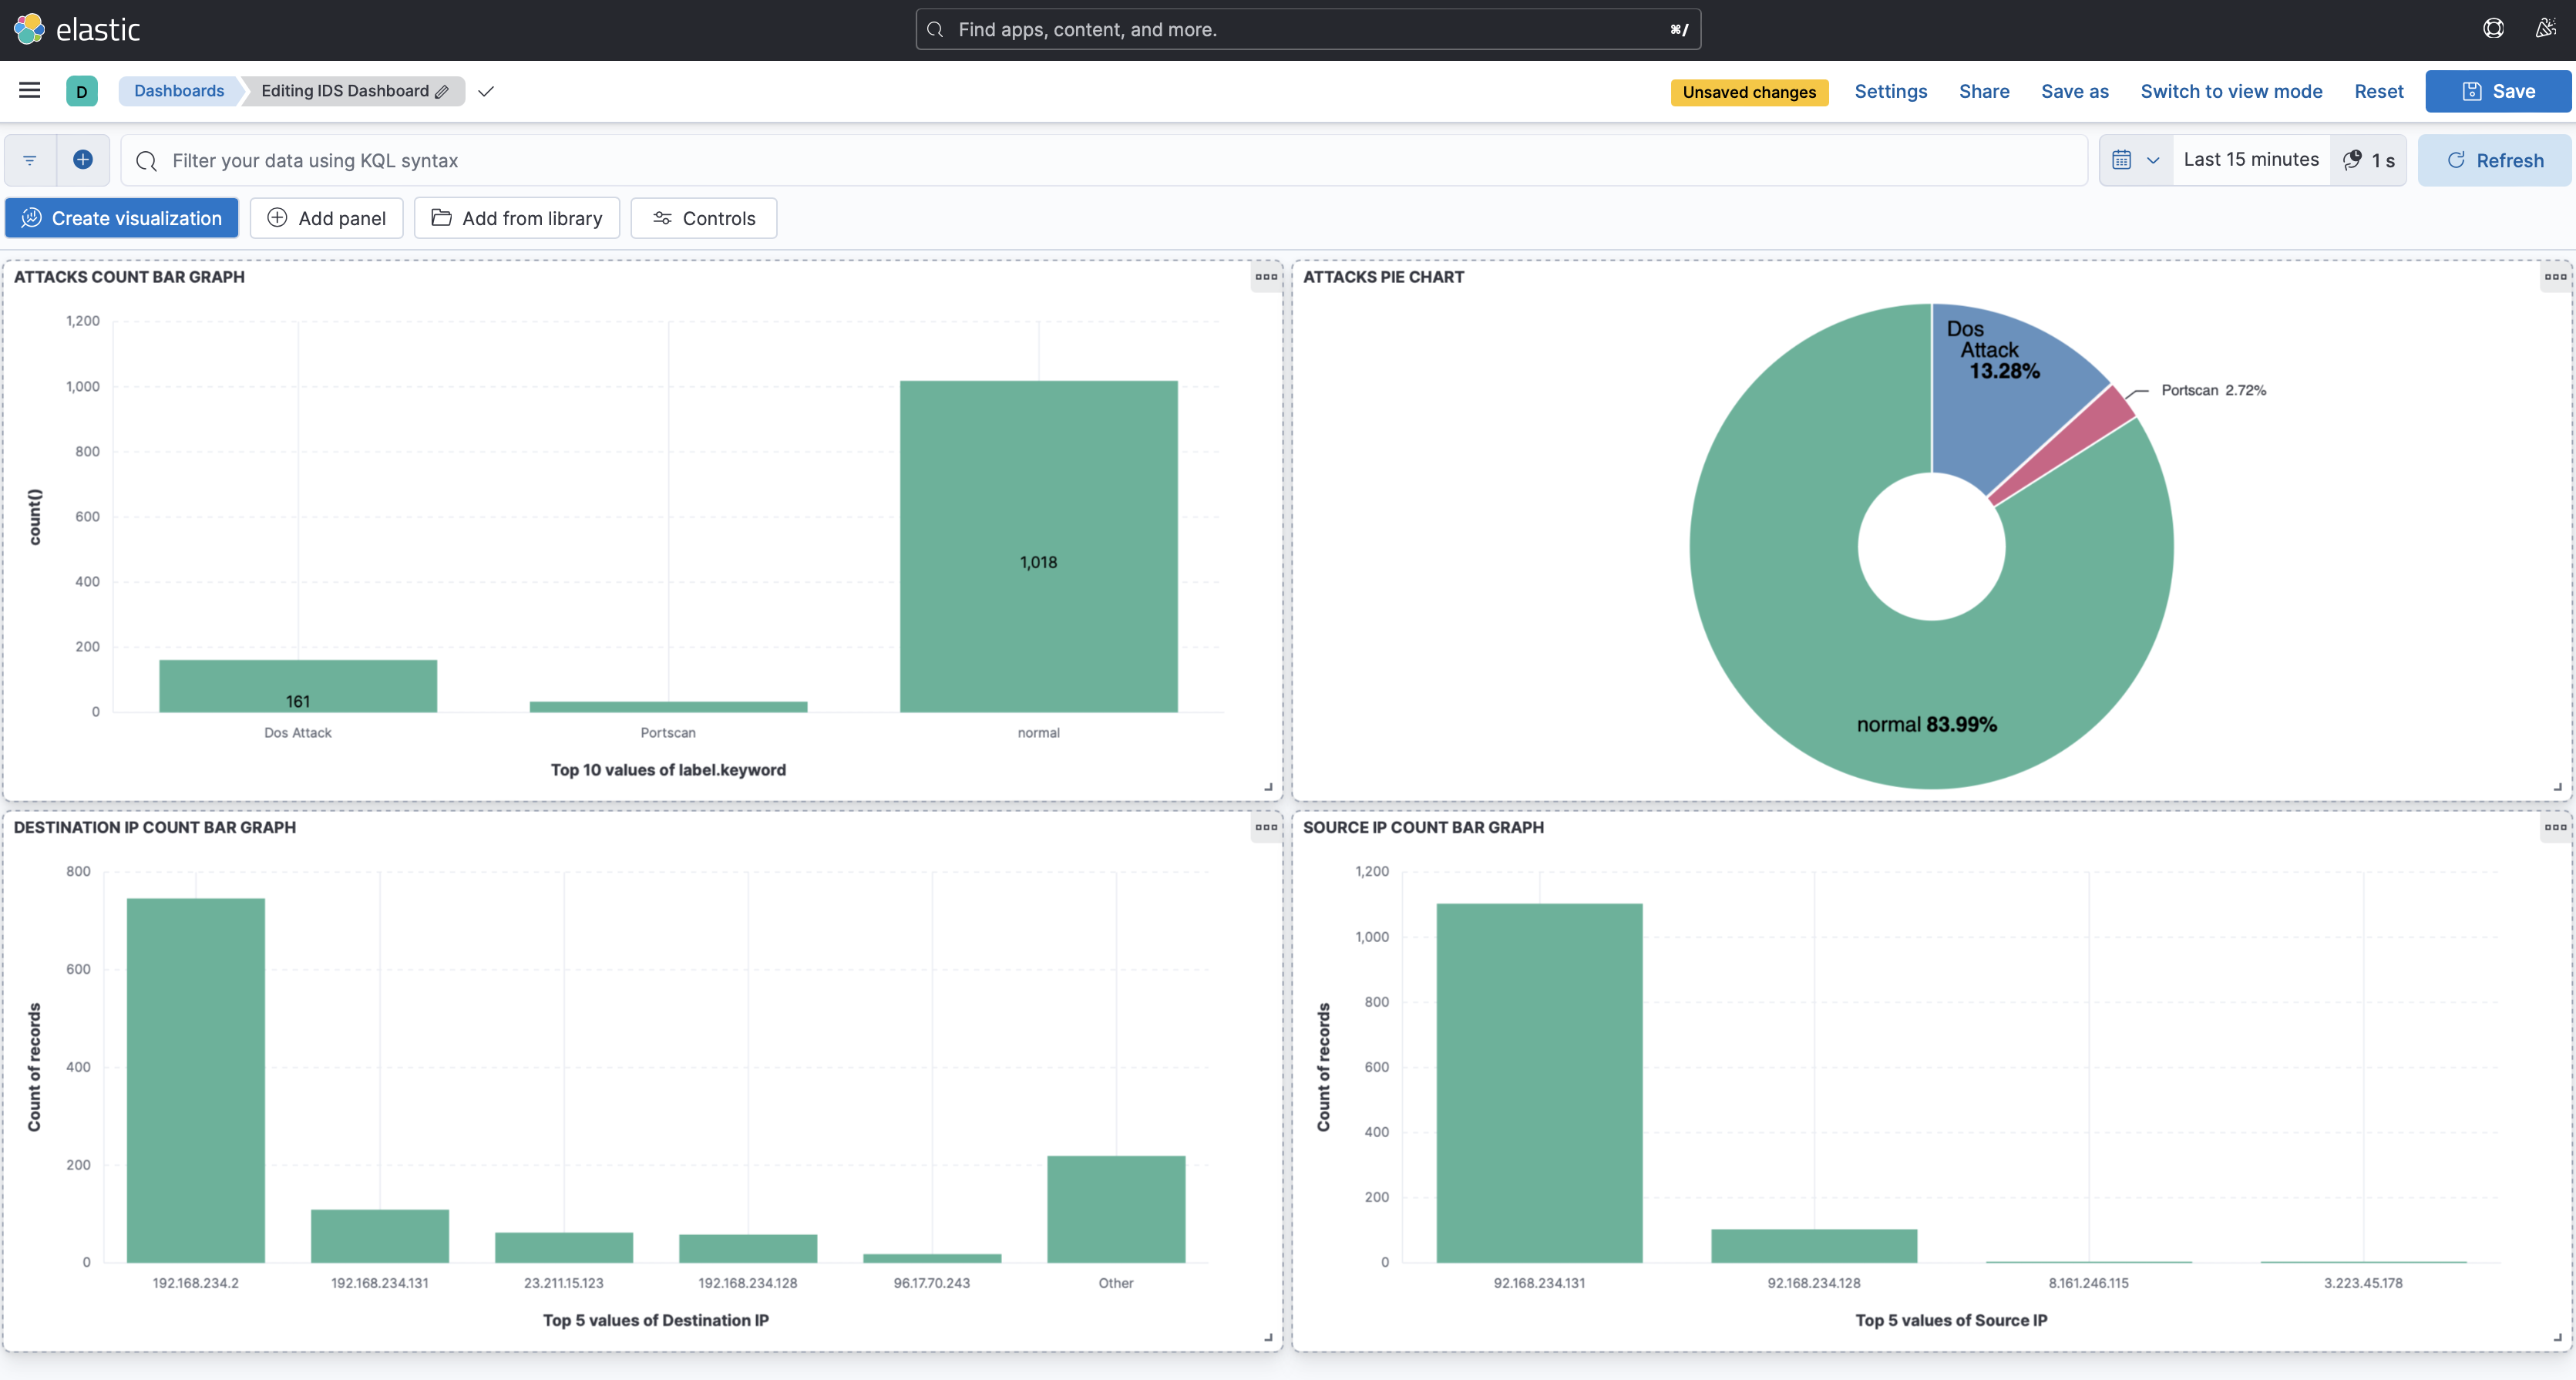 elastic
Find apps, content, and more.
⌘/
D
Dashboards
Editing IDS Dashboard
Unsaved changes
Settings
Share
Save as
Switch to view mode
Reset
Save
Filter your data using KQL syntax
Last 15 minutes
1 s
Refresh
Create visualization
Add panel
Add from library
Controls
ATTACKS COUNT BAR GRAPH
1,200
1,000
800
600
400
200
0
count()
161
1,018
Dos Attack
Portscan
normal
Top 10 values of label.keyword
ATTACKS PIE CHART
Dos
Attack
13.28%
Portscan 2.72%
normal 83.99%
DESTINATION IP COUNT BAR GRAPH
800
600
400
200
0
Count of records
192.168.234.2
192.168.234.131
23.211.15.123
192.168.234.128
96.17.70.243
Other
Top 5 values of Destination IP
SOURCE IP COUNT BAR GRAPH
1,200
1,000
800
600
400
200
0
Count of records
92.168.234.131
92.168.234.128
8.161.246.115
3.223.45.178
Top 5 values of Source IP